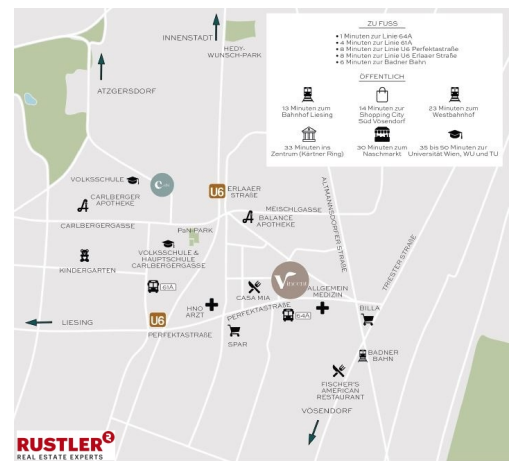 ZU FUSS
• 1 Minuten zur Linie 64A
• 4 Minuten zur Linie 61A
• 8 Minuten zur Linie U6 Perfektastraße
• 8 Minuten zur Linie U6 Erlaaer Straße
• 6 Minuten zur Badner Bahn
ÖFFENTLICH
13 Minuten zum
Bahnhof Liesing
14 Minuten zur
Shopping City
Süd Vösendorf
23 Minuten zum
Westbahnhof
33 Minuten ins
Zentrum (Kärtner Ring)
30 Minuten zum
Naschmarkt
35 bis 50 Minuten zur
Universität Wien, WU und TU
INNENSTADT
HEDY-
WUNSCH-PARK
ATZGERSDORF
VOLKSSCHULE
CARLBERGER
APOTHEKE
U6
ERLAAER
STRAßE
MEISCHLGASSE
BALANCE
APOTHEKE
ALTMANNSDORFER
STRAßE
TRIESTER STRAßE
CARLBERGERGASSE
PaNiPARK
VOLKSSCHULE &
HAUPTSCHULE
CARLBERGERGASSE
KINDERGARTEN
61A
HNO
ARZT
CASA MIA
Vincent
ALLGEMEIN
MEDIZIN
64A
BILLA
LIESING
U6
PERFEKTASTRAßE
PERFEKTASTRAßE
SPAR
BADNER
BAHN
FISCHER'S
AMERICAN
RESTAURANT
VÖSENDORF
RUSTLER
REAL ESTATE EXPERTS